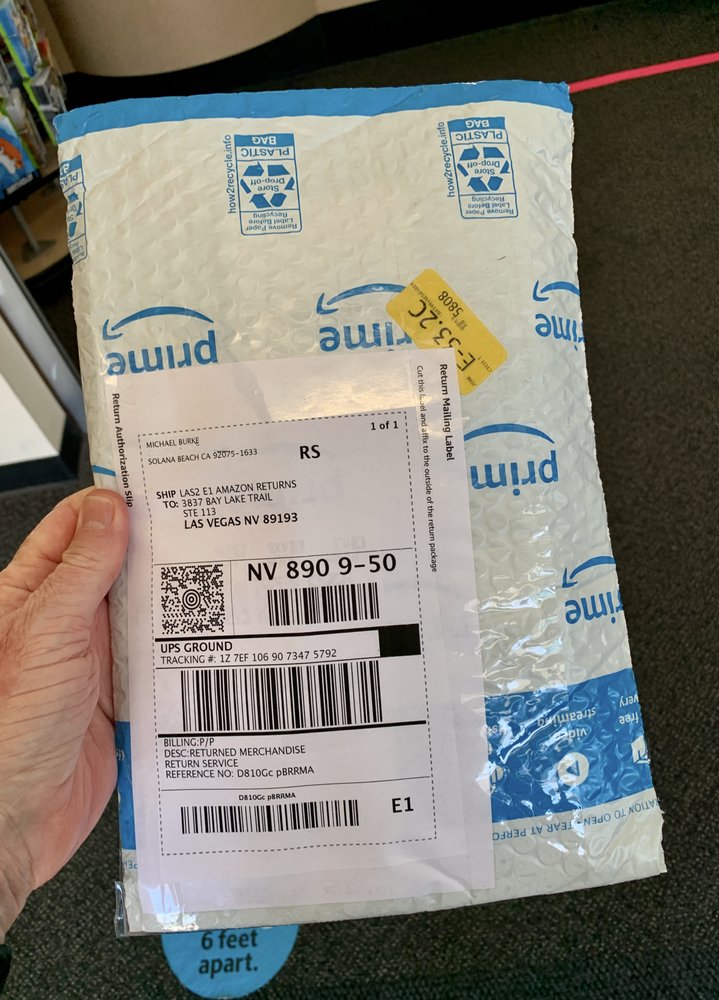 how2recycle.info
PLASTIC
BAG
Store
Drop-off
Remove Paper
Label Before
Recycling
how2recycle.info
PLASTIC
BAG
Store
Drop-off
Remove Paper
Label Before
Recycling
prime
prime
prime
5808
prime
prime
Return Mailing Label
Cut this label and affix to the outside of the return package
Return Authorization Slip
1 of 1
MICHAEL BURKE
SOLANA BEACH CA 92075-1633
RS
SHIP LAS2 E1 AMAZON RETURNS
TO: 3837 BAY LAKE TRAIL
STE 113
LAS VEGAS NV 89193
NV 890 9-50
UPS GROUND
TRACKING #: 1Z 7EF 106 90 7347 5792
BILLING:P/P
DESC:RETURNED MERCHANDISE
RETURN SERVICE
REFERENCE NO: D810Gc pBRRMA
D810Gc pBRRMA
E1
video
streaming
free
6 feet
apart.